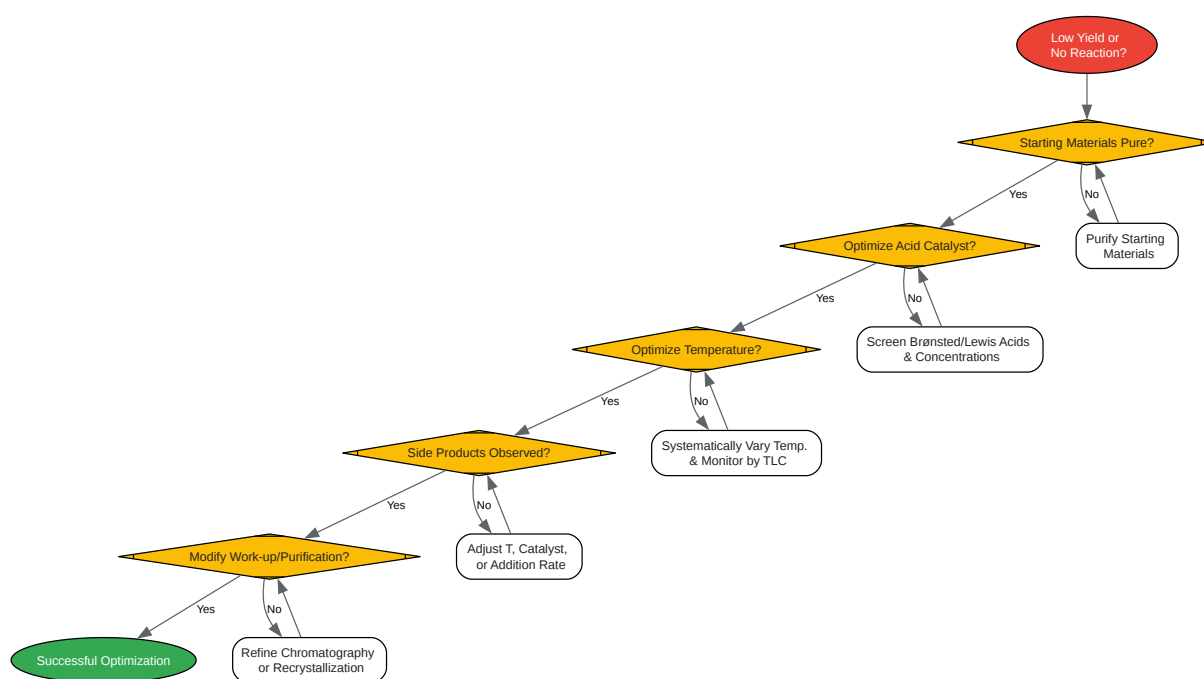 Low Yield or
No Reaction?
Starting Materials Pure?
Yes
No
Purify Starting
Materials
Optimize Acid Catalyst?
Yes
No
Screen Brønsted/Lewis Acids
& Concentrations
Optimize Temperature?
Yes
No
Systematically Vary Temp.
& Monitor by TLC
Side Products Observed?
Yes
No
Adjust T, Catalyst,
or Addition Rate
Modify Work-up/Purification?
Yes
No
Successful Optimization
Refine Chromatography
or Recrystallization